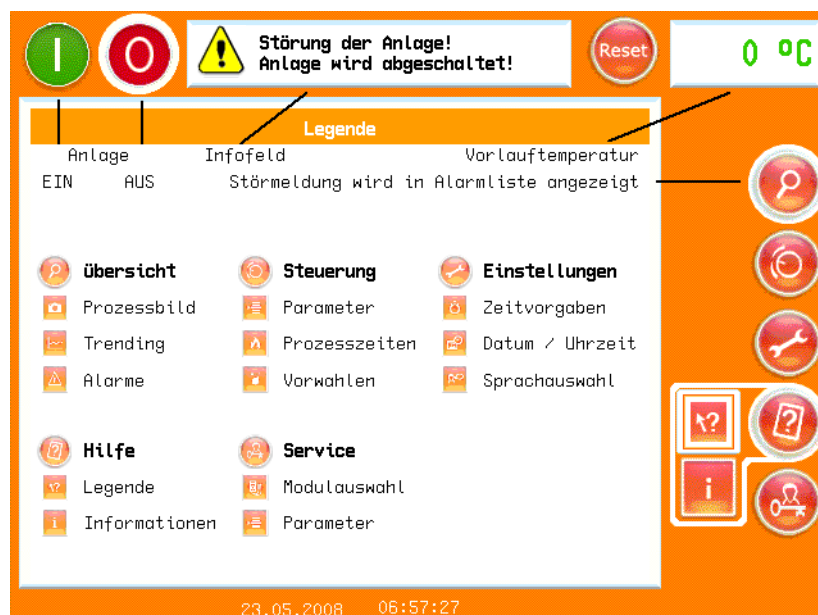 I O Störung der Anlage! Reset 0 ºC
Anlage wird abgeschaltet!
Legende
Anlage Infofeld Vorlauftemperatur
EIN AUS Störmeldung wird in Alarmliste angezeigt
übersicht Steuerung Einstellungen
Prozessbild Parameter Zeitvorgaben
Trending Prozesszeiten Datum / Uhrzeit
Alarme Vorwahlen Sprachauswahl
Hilfe Service
Legende Modulauswahl
Informationen Parameter
23.05.2008 06:57:27